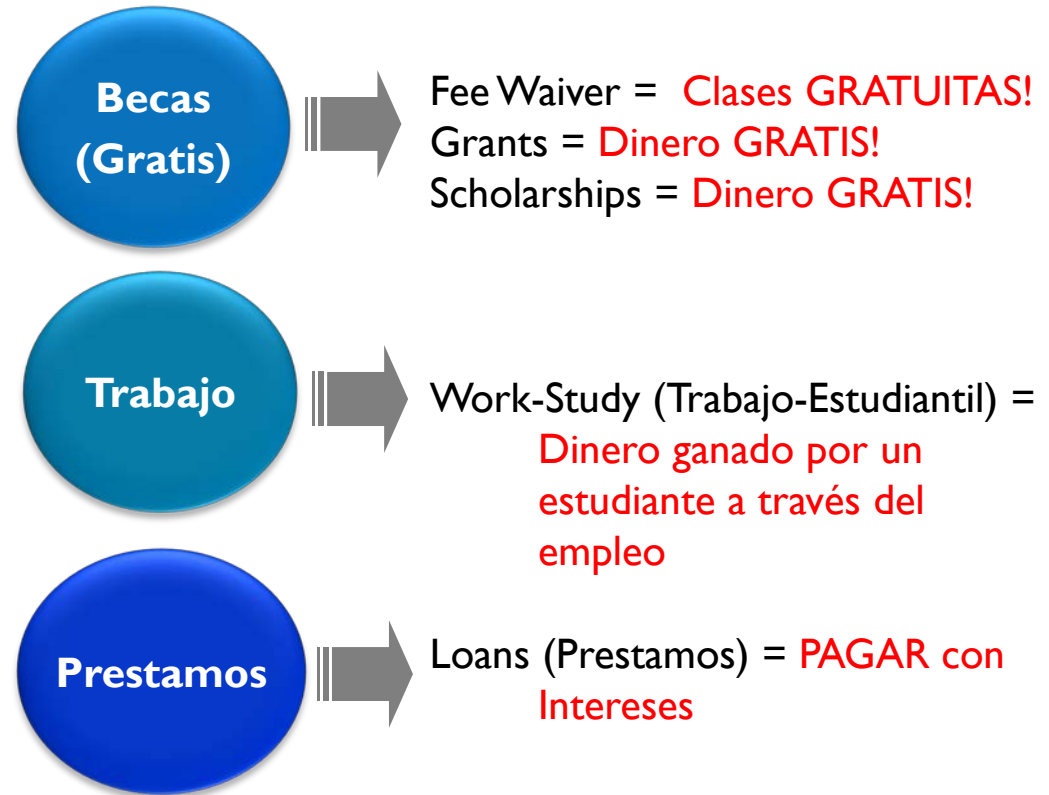 Becas
(Gratis)
Fee Waiver = Clases GRATUITAS!
Grants = Dinero GRATIS!
Scholarships = Dinero GRATIS!
Trabajo
Work-Study (Trabajo-Estudiantil) =
Dinero ganado por un
estudiante a través del
empleo
Prestamos
Loans (Prestamos) = PAGAR con
Intereses